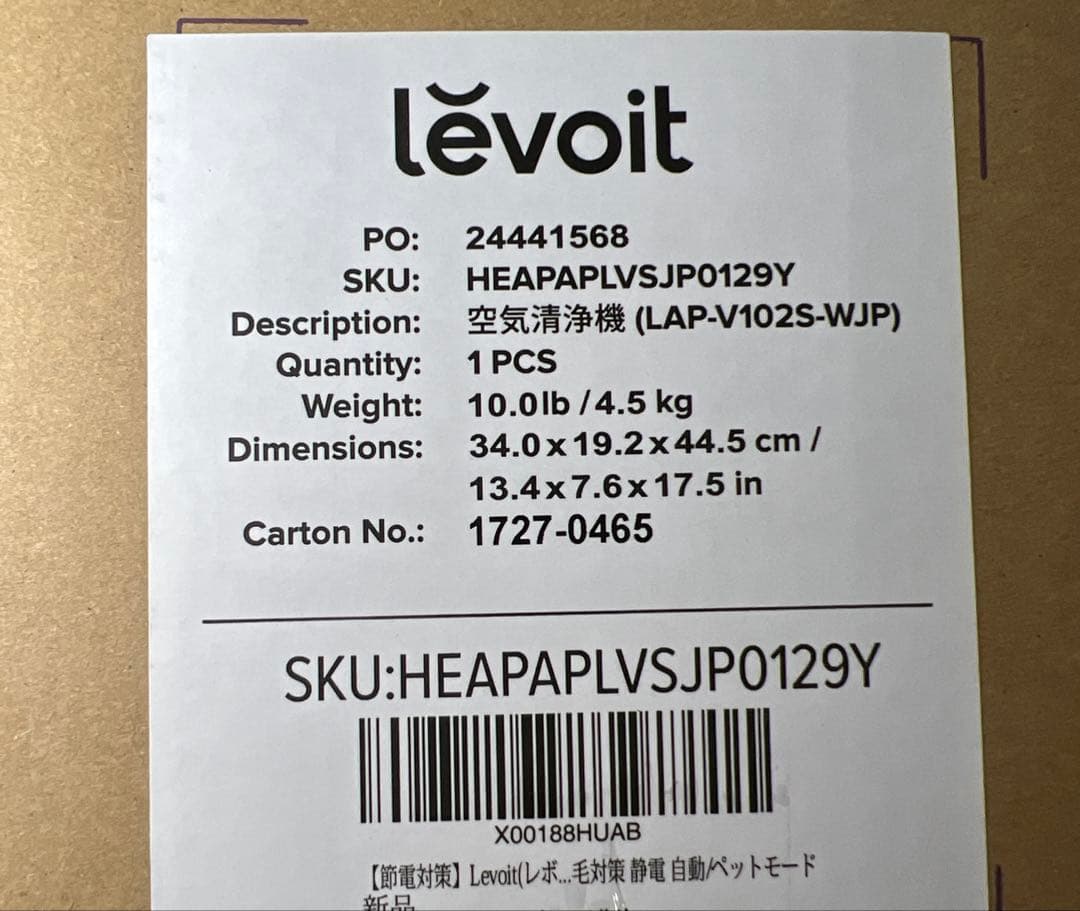 lĕvoit
PO: 24441568
SKU: HEAPAPLVSJP0129Y
Description: 空気清浄機 (LAP-V102S-WJP)
Quantity: 1 PCS
Weight: 10.0lb / 4.5 kg
Dimensions: 34.0 x 19.2 x 44.5 cm /
13.4 x 7.6 x 17.5 in
Carton No.: 1727-0465
SKU:HEAPAPLVSJP0129Y
X00188HUAB
【節電対策】Levoit(レボ...毛対策 静電 自動/ペットモード
新品